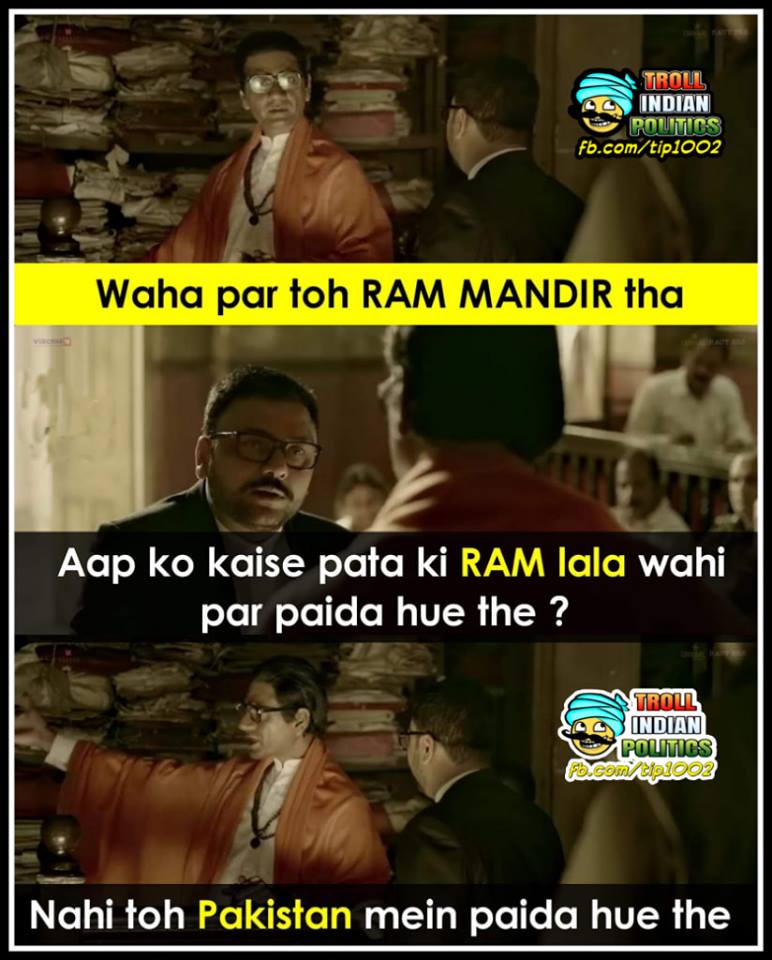 TROLL
INDIAN
POLITICS
fb.com/tip1002
Waha par toh RAM MANDIR tha
VIACOM
Aap ko kaise pata ki RAM lala wahi
par paida hue the ?
TROLL
INDIAN
POLITICS
fb.com/tip1002
Nahi toh Pakistan mein paida hue the